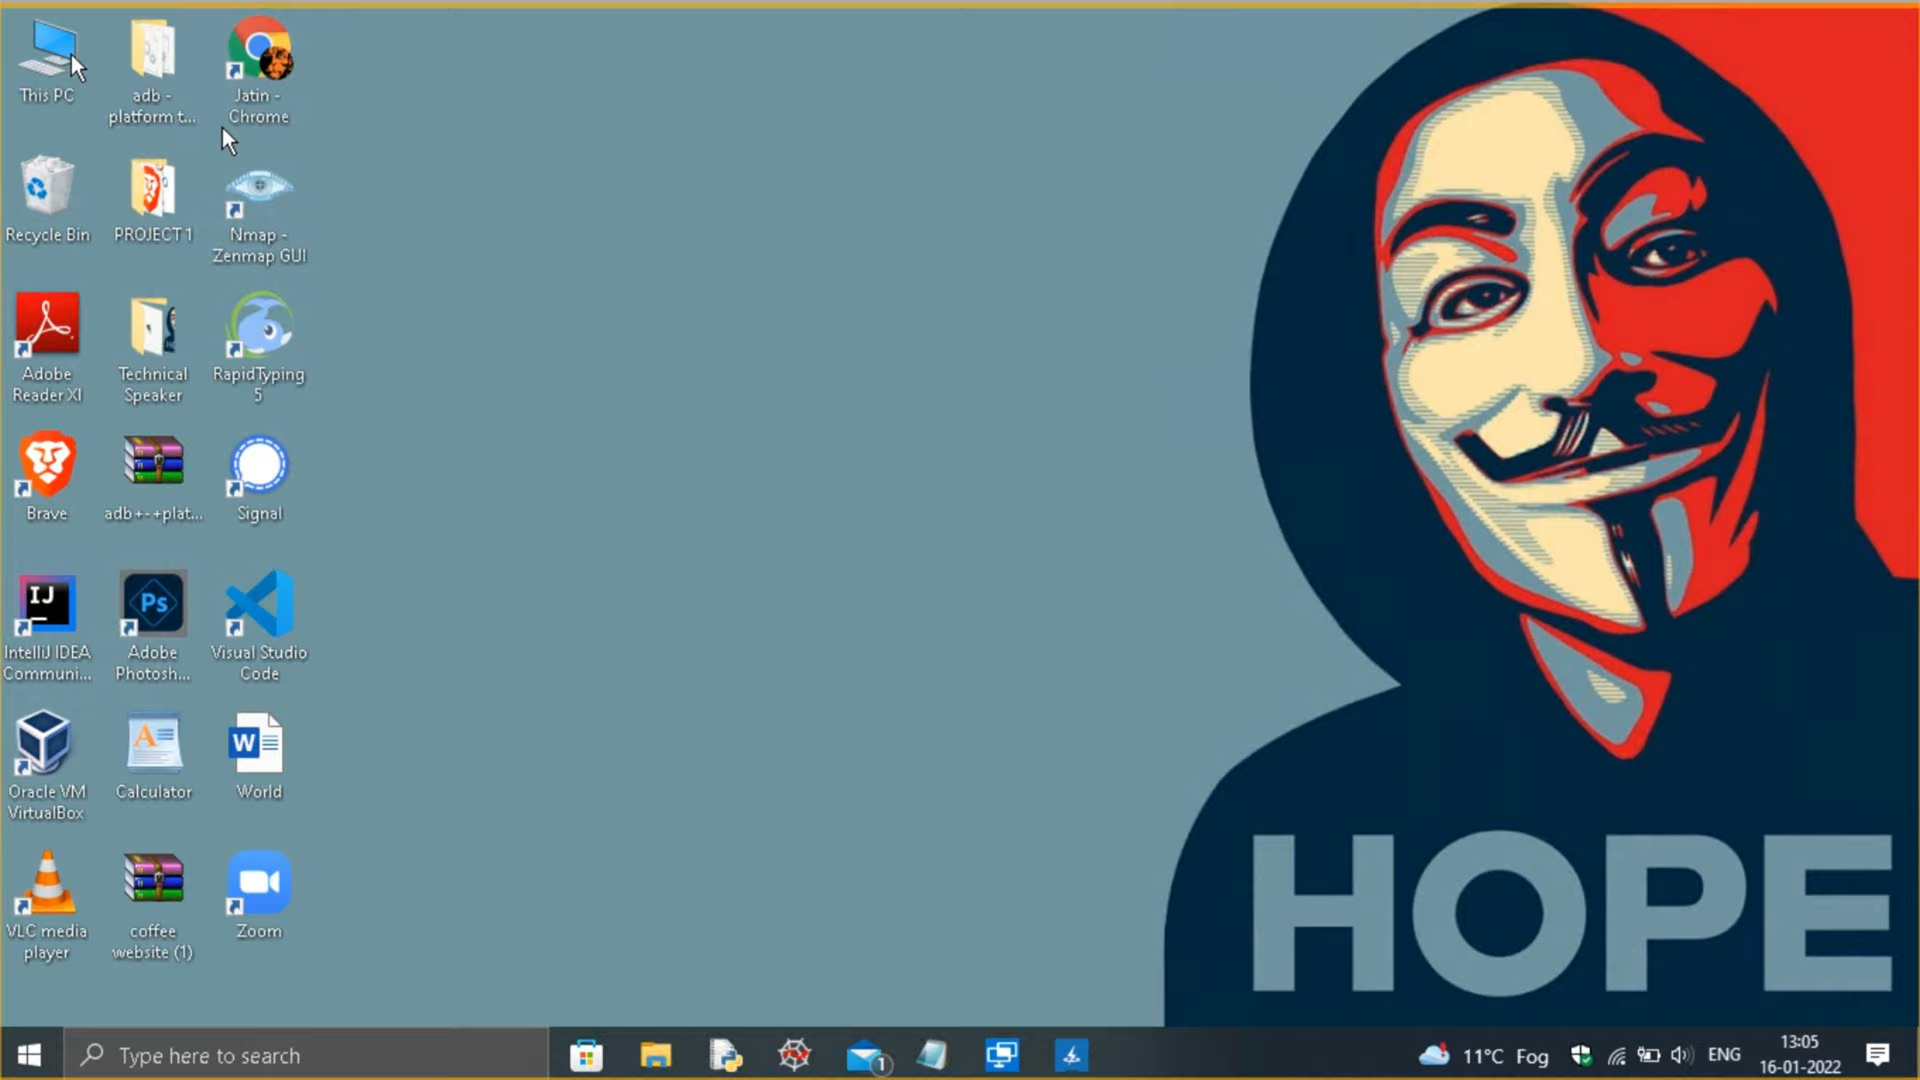 This PC
adb -
platform t...
Jatin -
Chrome
Recycle Bin
PROJECT 1
Nmap -
Zenmap GUI
Adobe
Reader XI
Technical
Speaker
RapidTyping
5
Brave
adb+-+plat...
Signal
IJ
IntelliJ IDEA
Communi...
Ps
Adobe
Photosh...
Visual Studio
Code
Oracle VM
VirtualBox
A
Calculator
W
World
VLC media
player
coffee
website (1)
Zoom
HOPE
Type here to search
1
11°C Fog
ENG
13:05
16-01-2022